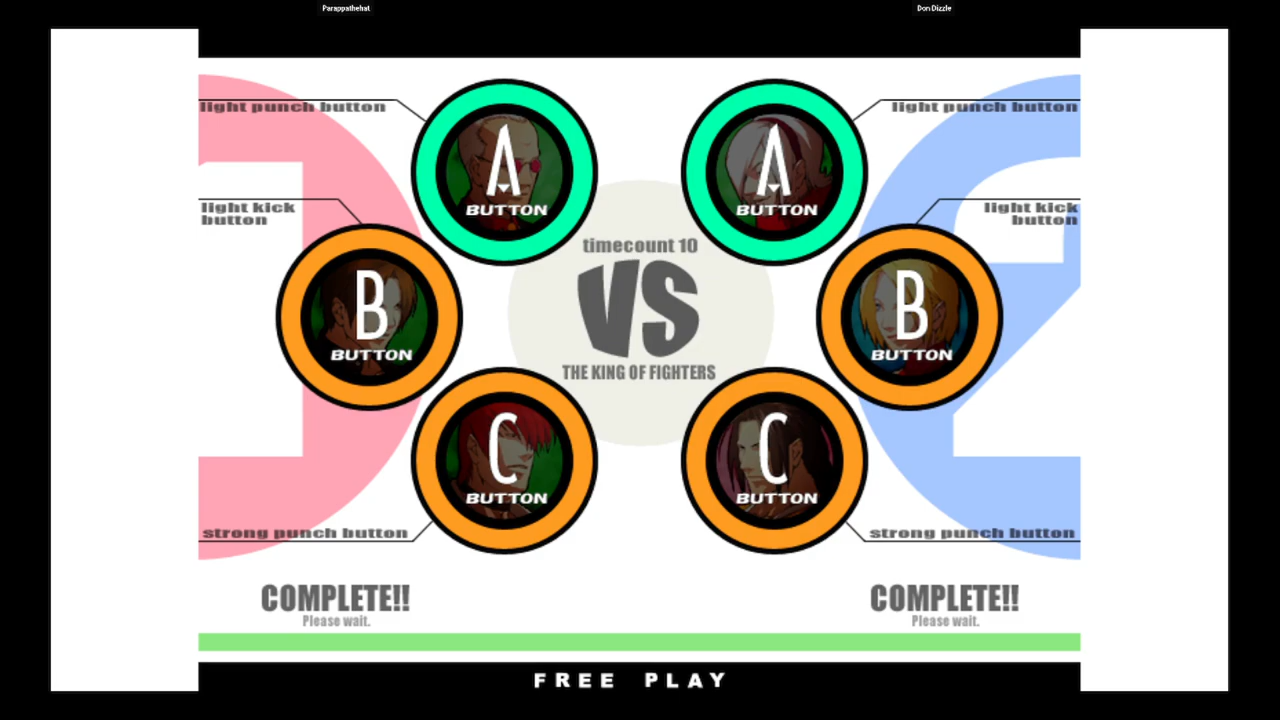 Parappathehat
Don Dizzle
light punch button
light punch button
A
BUTTON
A
BUTTON
light kick
button
light kick
button
timecount 10
VS
THE KING OF FIGHTERS
B
BUTTON
B
BUTTON
C
BUTTON
C
BUTTON
strong punch button
strong punch button
COMPLETE!!
Please wait.
COMPLETE!!
Please wait.
1
2
FREE PLAY